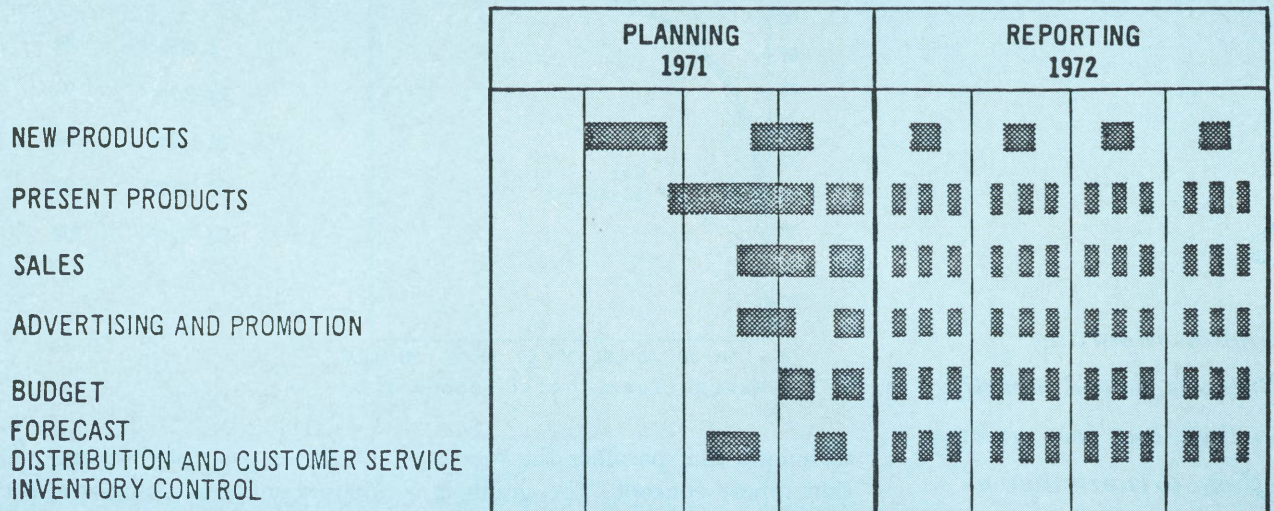 PLANNING
1971
REPORTING
1972
NEW PRODUCTS
PRESENT PRODUCTS
SALES
ADVERTISING AND PROMOTION
BUDGET
FORECAST
DISTRIBUTION AND CUSTOMER SERVICE
INVENTORY CONTROL